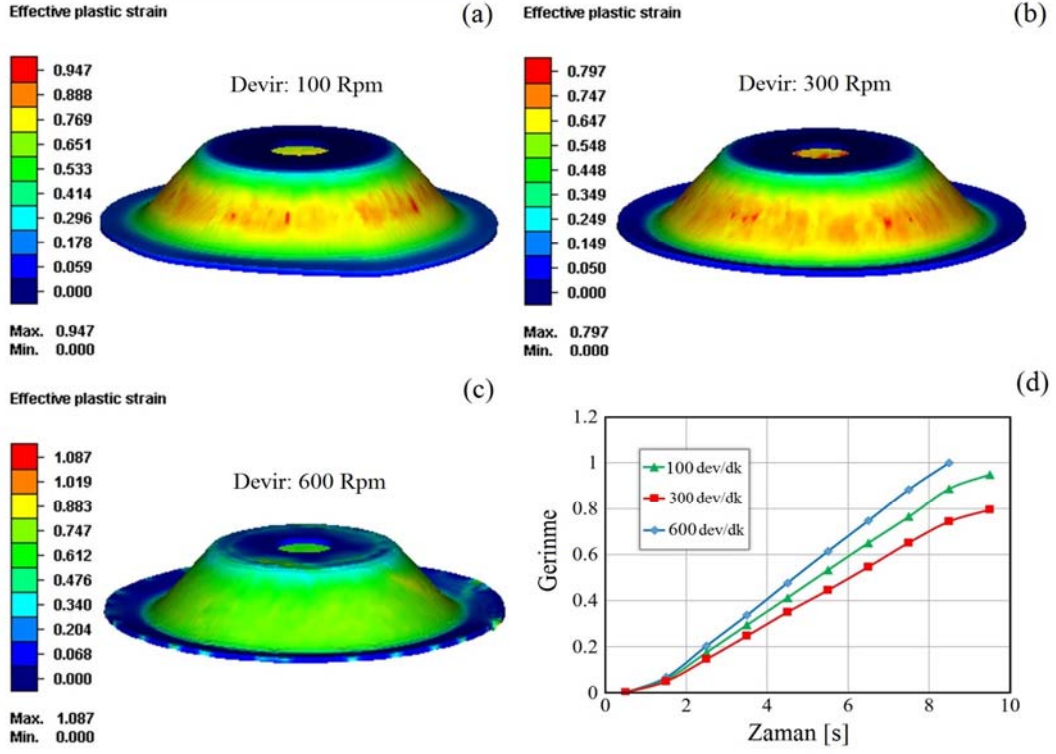 Effective plastic strain
(a)
Devir: 100 Rpm
0.947
0.888
0.769
0.651
0.533
0.414
0.296
0.178
0.059
0.000
Max. 0.947
Min. 0.000
Effective plastic strain
(b)
Devir: 300 Rpm
0.797
0.747
0.647
0.548
0.448
0.349
0.249
0.149
0.050
0.000
Max. 0.797
Min. 0.000
Effective plastic strain
(c)
Devir: 600 Rpm
1.087
1.019
0.883
0.747
0.612
0.476
0.340
0.204
0.068
0.000
Max. 1.087
Min. 0.000
(d)
1.2
1
0.8
0.6
0.4
0.2
0
Gerinme
100 dev/dk
300 dev/dk
600 dev/dk
0 2 4 6 8 10
Zaman [s]